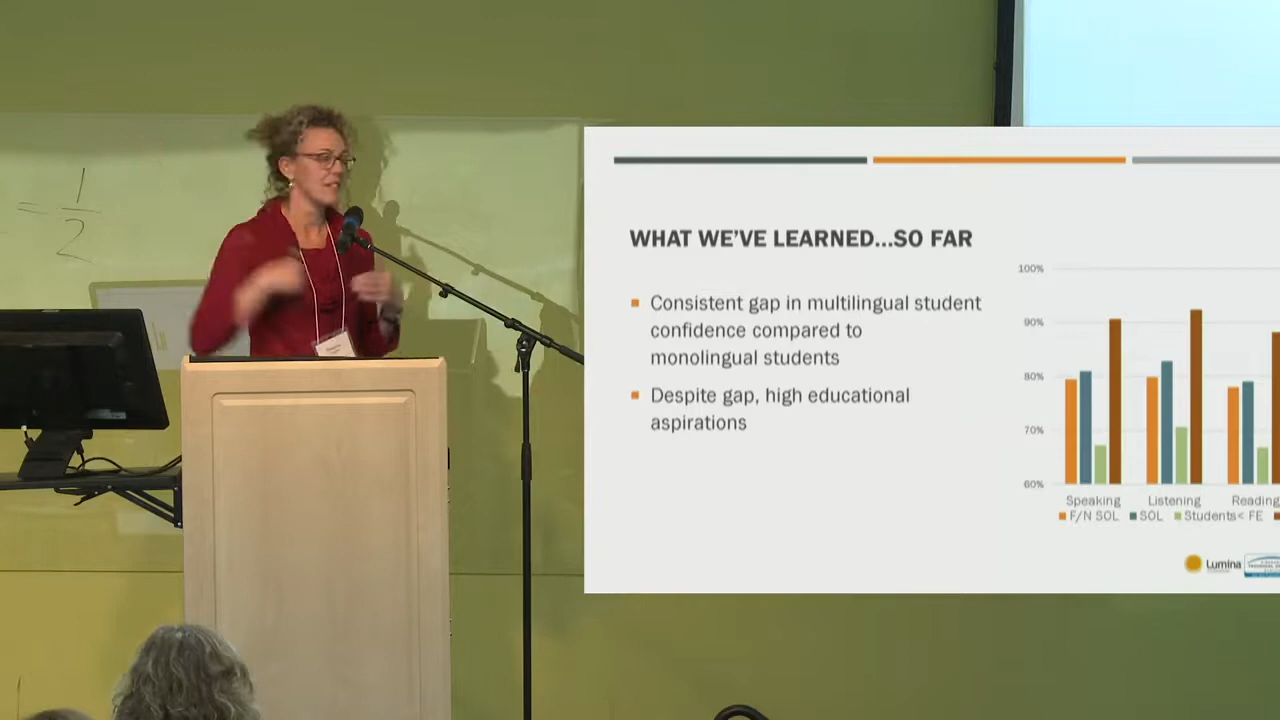 = 1/2
WHAT WE'VE LEARNED...SO FAR
Consistent gap in multilingual student
confidence compared to
monolingual students
Despite gap, high educational
aspirations
100%
90%
80%
70%
60%
Speaking Listening Reading
F/N SOL SOL Students< FE
Lumina